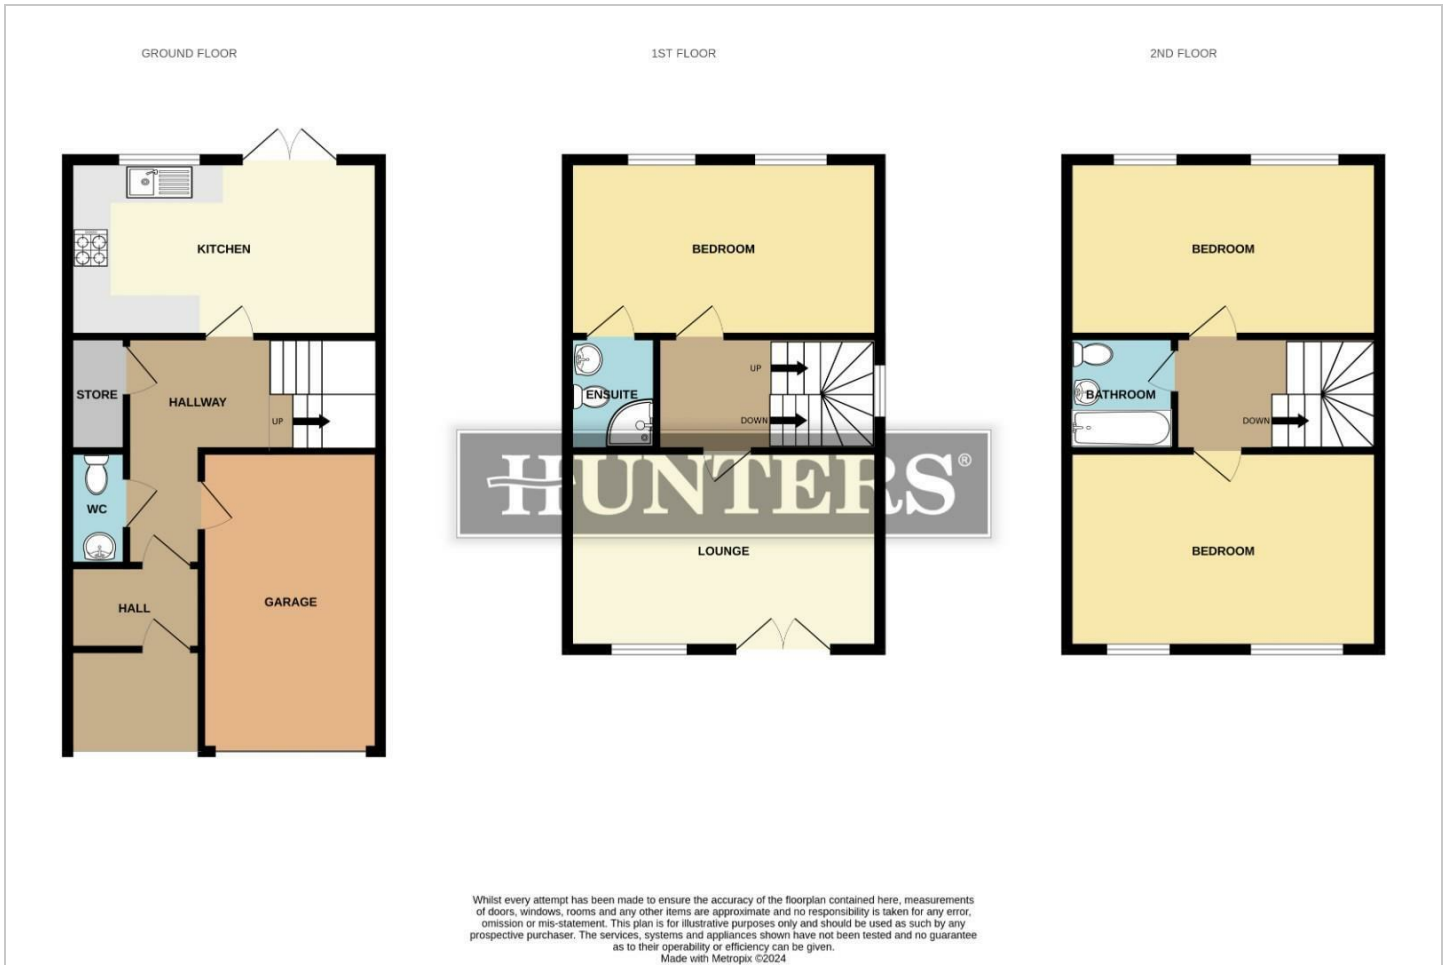 GROUND FLOOR
1ST FLOOR
2ND FLOOR
KITCHEN
STORE
HALLWAY
UP
WC
HALL
GARAGE
BEDROOM
UP
ENSUITE
DOWN
HUNTERS®
LOUNGE
BEDROOM
BATHROOM
DOWN
BEDROOM
Whilst every attempt has been made to ensure the accuracy of the floorplan contained here, measurements
of doors, windows, rooms and any other items are approximate and no responsibility is taken for any error,
omission or mis-statement. This plan is for illustrative purposes only and should be used as such by any
prospective purchaser. The services, systems and appliances shown have not been tested and no guarantee
as to their operability or efficiency can be given.
Made with Metropix ©2024